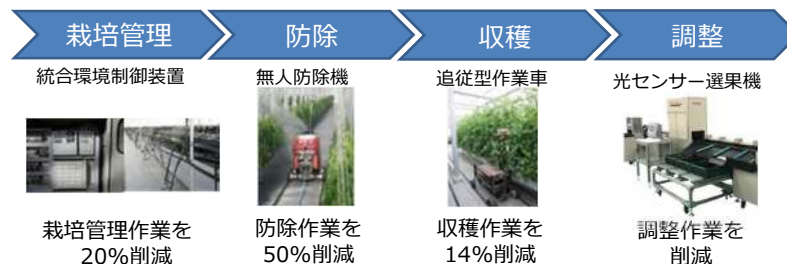 栽培管理
防除
収穫
調整
統合環境制御装置
無人防除機
追従型作業車
光センサー選果機
栽培管理作業を
20%削減
防除作業を
50%削減
収穫作業を
14%削減
調整作業を
削減